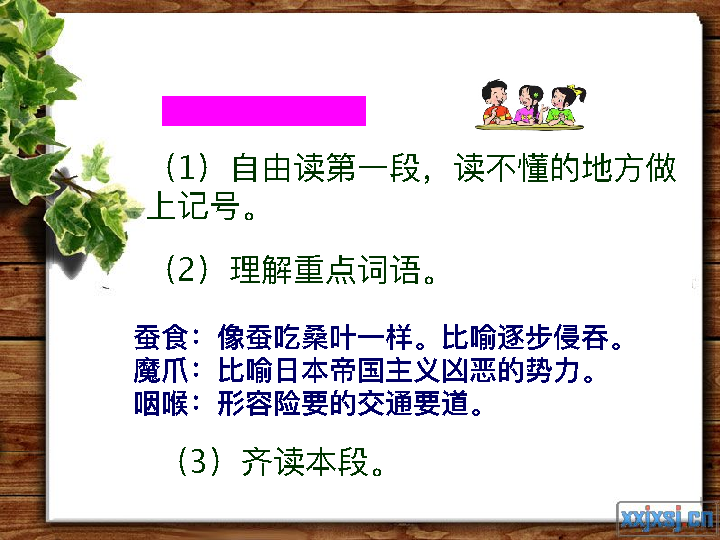 （1）自由读第一段，读不懂的地方做
上记号。
（2）理解重点词语。
蚕食：像蚕吃桑叶一样。比喻逐步侵吞。
魔爪：比喻日本帝国主义凶恶的势力。
咽喉：形容险要的交通要道。
（3）齐读本段。
xxjxsj.cn